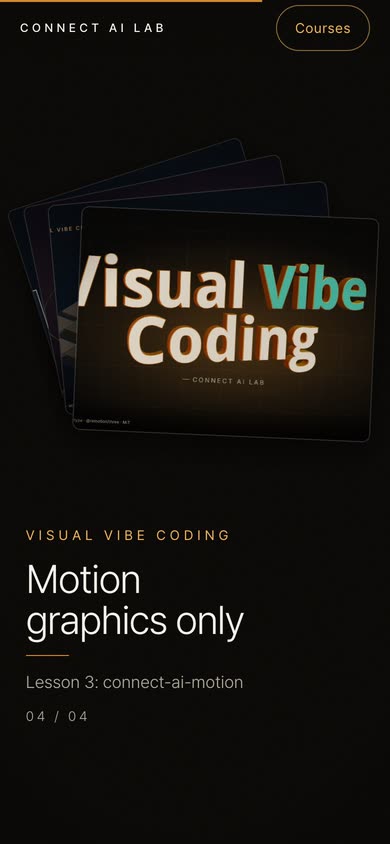 CONNECT AI LAB
Courses
Visual Vibe
Coding
— CONNECT AI LAB
VISUAL VIBE CODING
Motion
graphics only
Lesson 3: connect-ai-motion
04 / 04